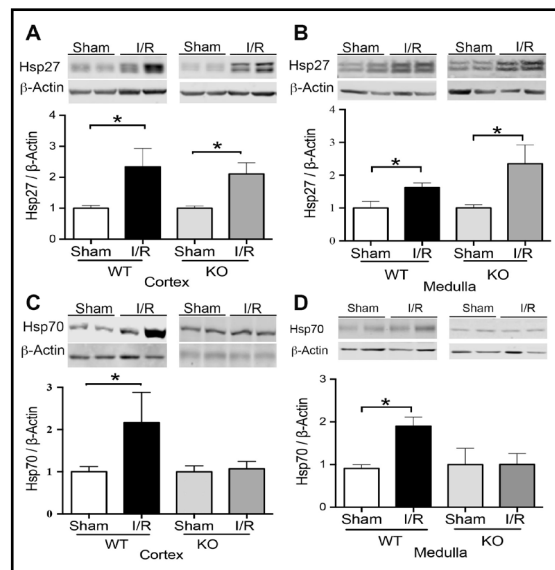 A
Sham I/R Sham I/R
Hsp27
β-Actin
Hsp27 / β-Actin
4
3
2
1
0
* *
Sham I/R Sham I/R
WT KO
Cortex
B
Sham I/R Sham I/R
Hsp27
β-Actin
Hsp27 / β-Actin
4
3
2
1
0
* *
Sham I/R Sham I/R
WT KO
Medulla
C
Sham I/R Sham I/R
Hsp70
β-Actin
Hsp70 / β-Actin
3
2
1
0
*
Sham I/R Sham I/R
WT KO
Cortex
D
Sham I/R Sham I/R
Hsp70
β-Actin
Hsp70 / β-Actin
3
2
1
0
*
Sham I/R Sham I/R
WT KO
Medulla